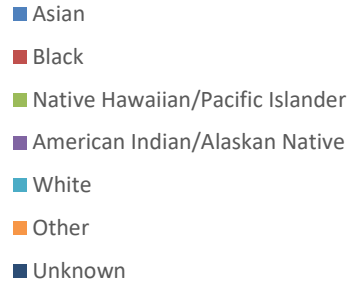 Asian
Black
Native Hawaiian/Pacific Islander
American Indian/Alaskan Native
White
Other
Unknown